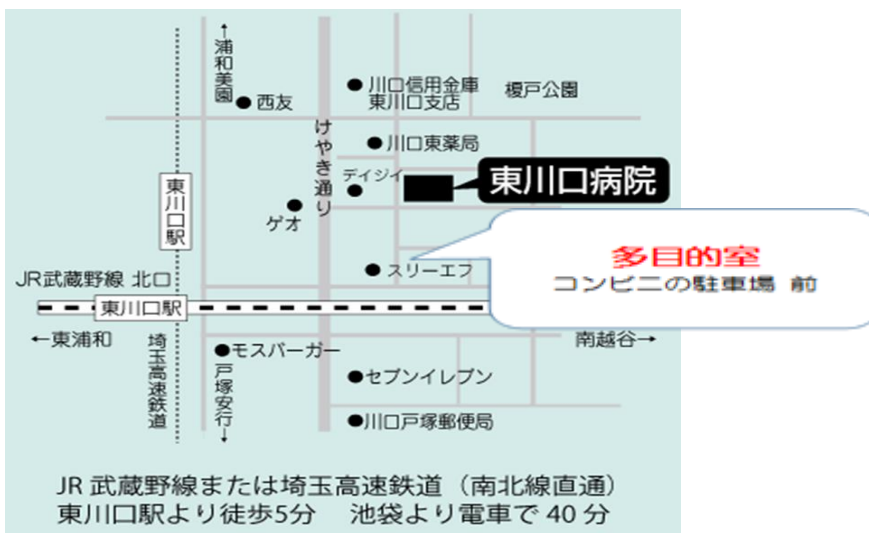 ←浦和美園
●西友
●川口信用金庫
東川口支店
榎戸公園
けやき通り
●川口東薬局
デイジイ
東川口病院
東川口駅
ゲオ
多目的室
コンビニの駐車場 前
●スリーエフ
JR武蔵野線 北口
東川口駅
←東浦和
南越谷→
埼玉高速鉄道
●モスバーガー
戸塚安行→
●セブンイレブン
●川口戸塚郵便局
JR 武蔵野線または埼玉高速鉄道（南北線直通）
東川口駅より徒歩5分 池袋より電車で 40 分